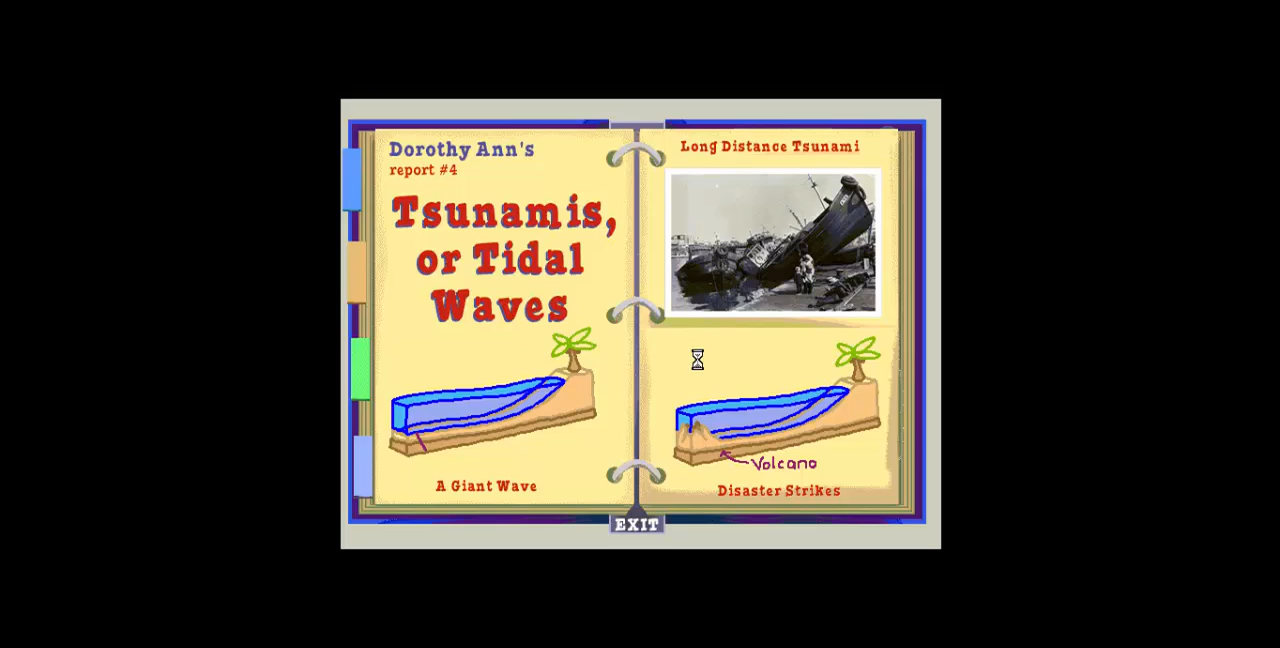 Dorothy Ann's
report #4
Tsunamis,
or Tidal
Waves
A Giant Wave
Long Distance Tsunami
Volcano
Disaster Strikes
EXIT